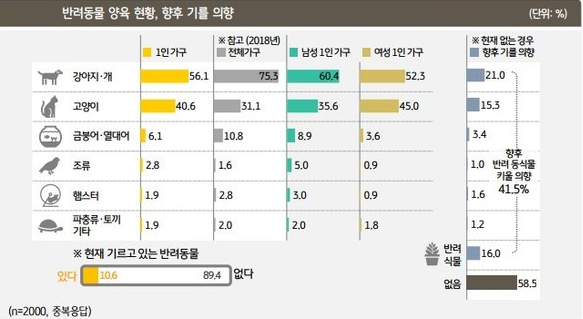 반려동물 양육 현황, 향후 기를 의향 (단위: %)
1인 가구
※ 참고 (2018년)
전체가구
남성 1인 가구
여성 1인 가구
※ 현재 없는 경우
향후 기를 의향
강아지·개 56.1 75.3 60.4 52.3 21.0
고양이 40.6 31.1 35.6 45.0 15.3
금붕어·열대어 6.1 10.8 8.9 3.6 3.4
조류 2.8 1.6 5.0 0.9 1.0
햄스터 1.9 2.8 3.0 0.9 1.6
파충류·토끼
기타 1.9 2.0 2.0 1.8 1.2
향후
반려 동식물
키울 의향
41.5%
반려
식물 16.0
없음 58.5
※ 현재 기르고 있는 반려동물
있다 10.6 89.4 없다
(n=2000, 중복응답)